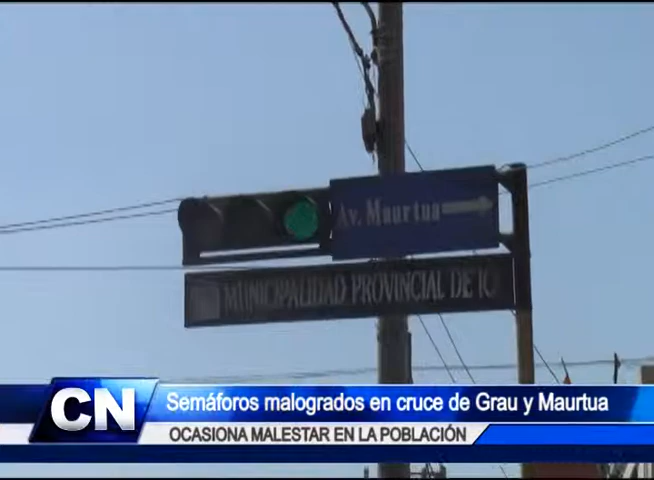 Av. Maurtua
MUNICIPALIDAD PROVINCIAL DE IC
CN
Semáforos malogrados en cruce de Grau y Maurtua
OCASIONA MALESTAR EN LA POBLACIÓN